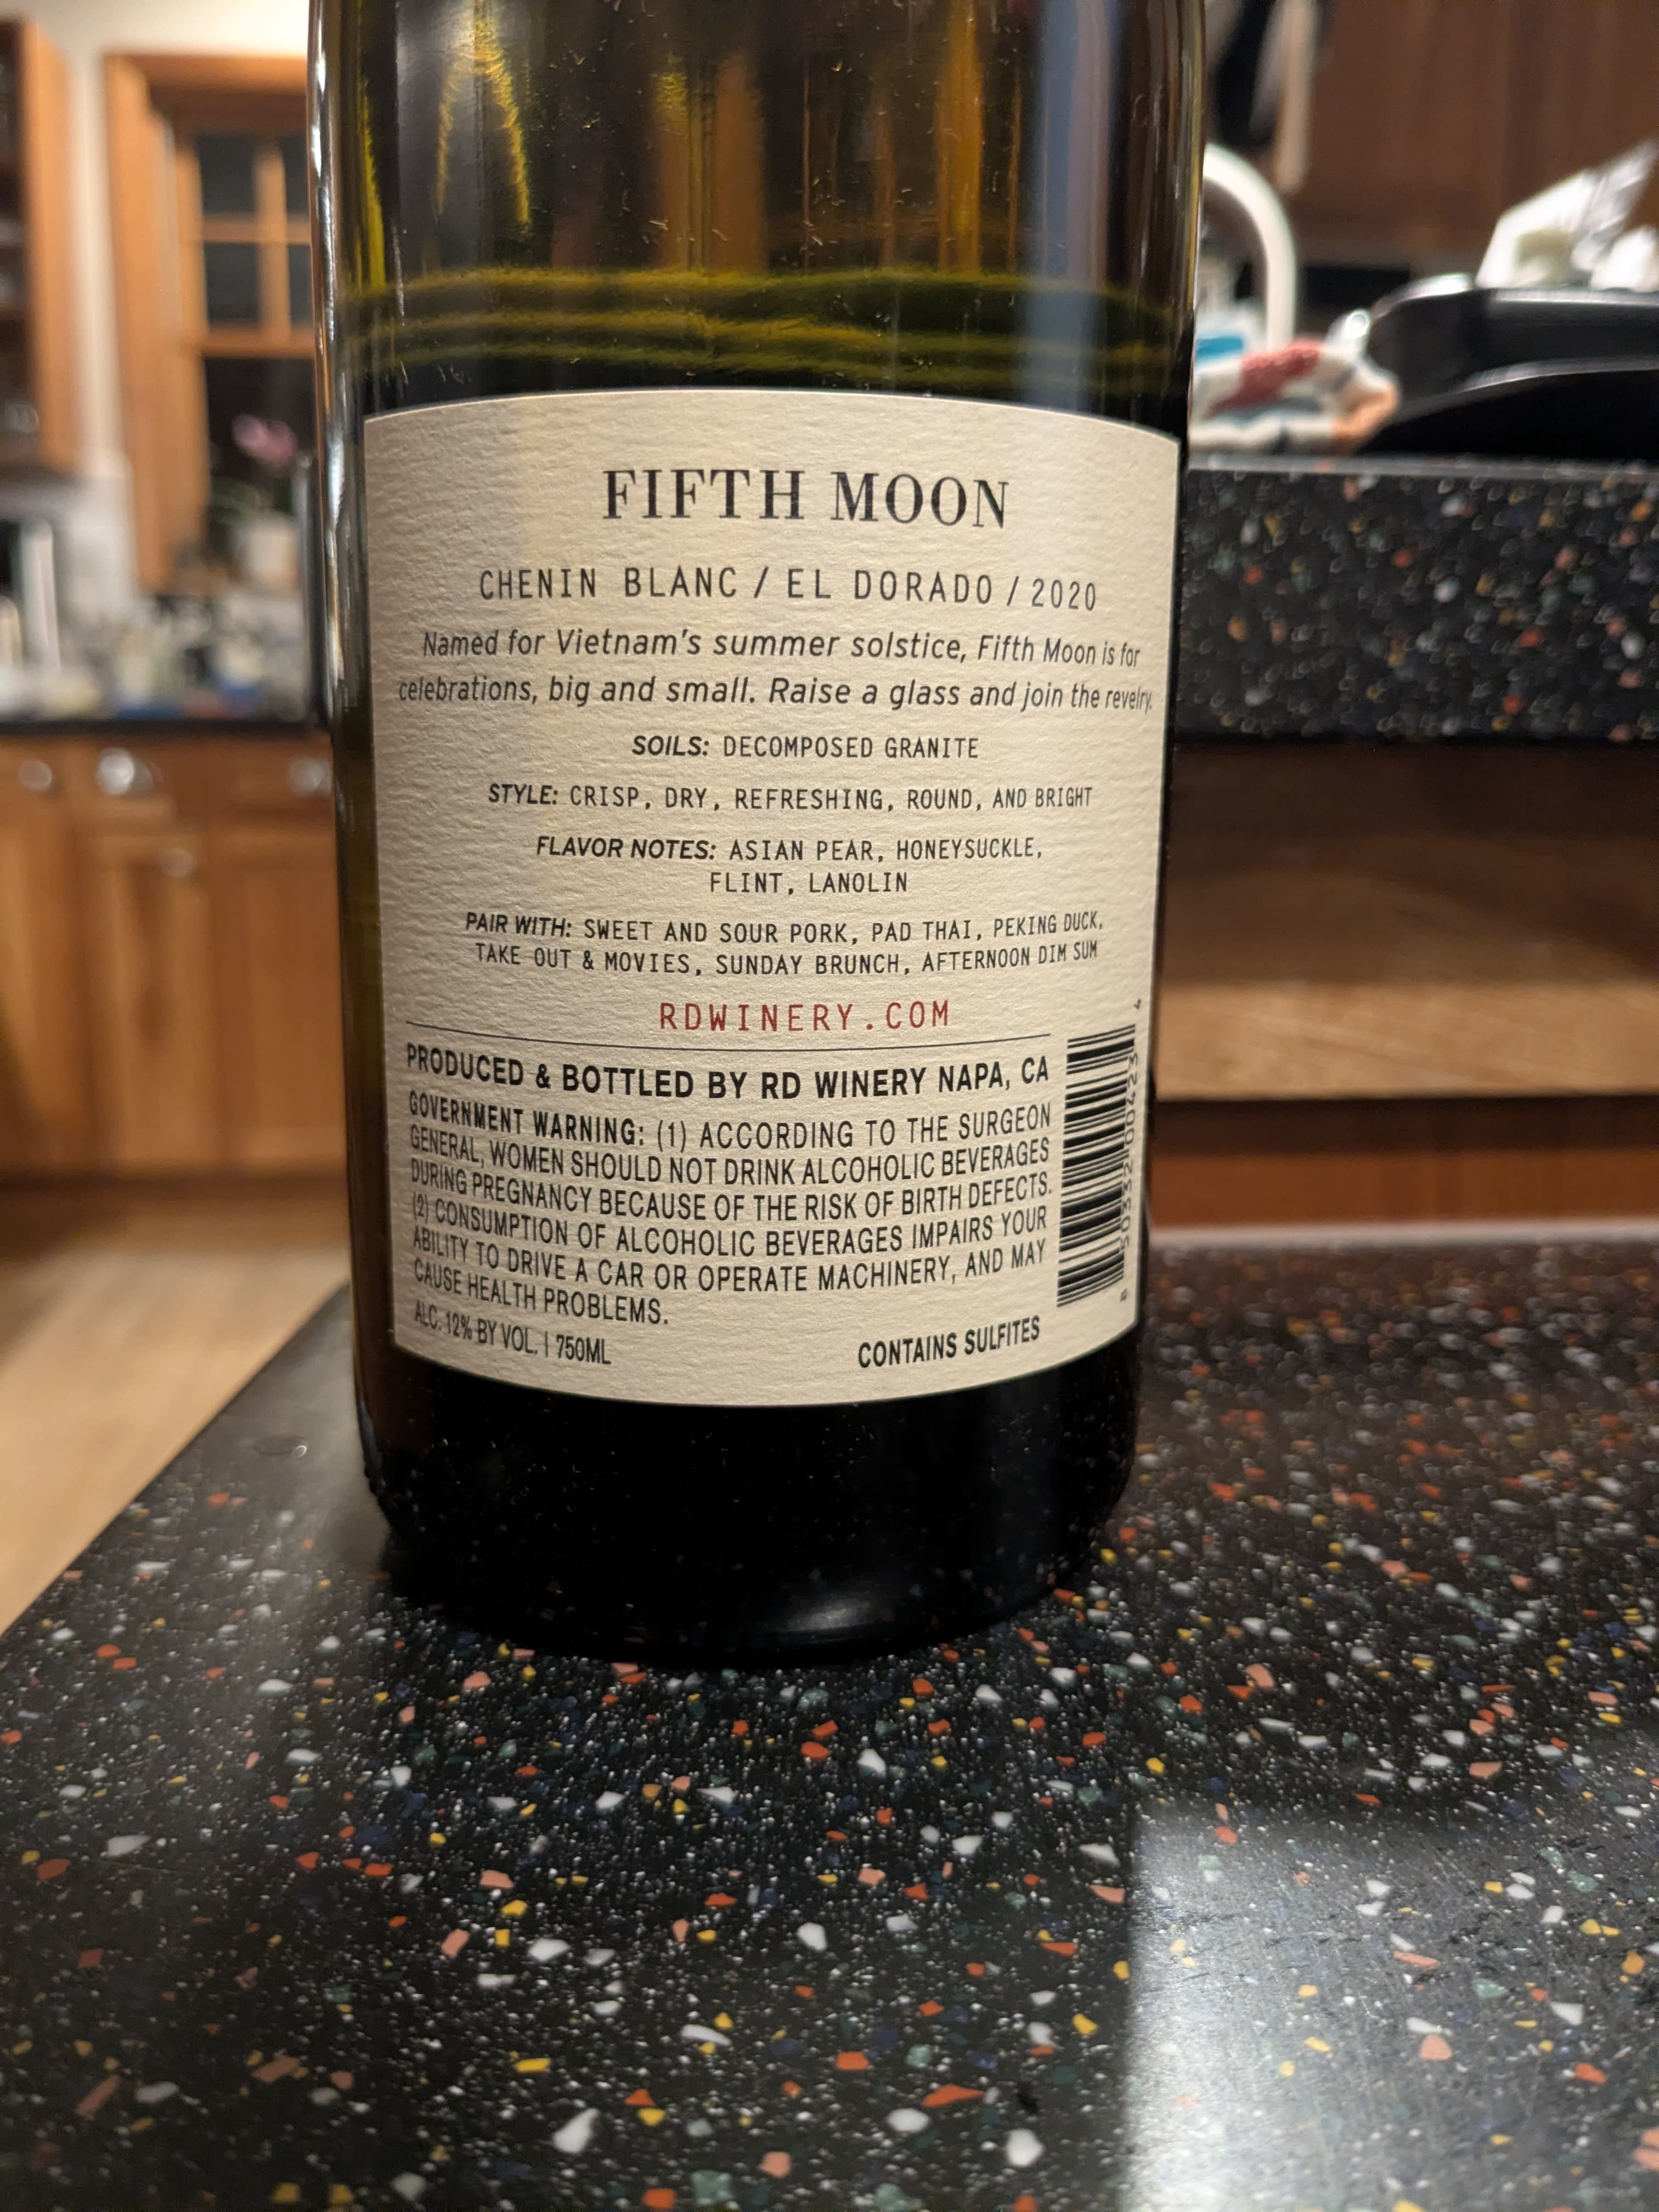 FIFTH MOON
CHENIN BLANC / EL DORADO / 2020
Named for Vietnam's summer solstice, Fifth Moon is for
celebrations, big and small. Raise a glass and join the revelry.
SOILS: DECOMPOSED GRANITE
STYLE: CRISP, DRY, REFRESHING, ROUND, AND BRIGHT
FLAVOR NOTES: ASIAN PEAR, HONEYSUCKLE,
FLINT, LANOLIN
PAIR WITH: SWEET AND SOUR PORK, PAD THAI, PEKING DUCK,
TAKE OUT & MOVIES, SUNDAY BRUNCH, AFTERNOON DIM SUM
RDWINERY.COM
PRODUCED & BOTTLED BY RD WINERY NAPA, CA
GOVERNMENT WARNING: (1) ACCORDING TO THE SURGEON
GENERAL, WOMEN SHOULD NOT DRINK ALCOHOLIC BEVERAGES
DURING PREGNANCY BECAUSE OF THE RISK OF BIRTH DEFECTS.
(2) CONSUMPTION OF ALCOHOLIC BEVERAGES IMPAIRS YOUR
ABILITY TO DRIVE A CAR OR OPERATE MACHINERY, AND MAY
CAUSE HEALTH PROBLEMS.
ALC. 12% BY VOL. | 750ML
CONTAINS SULFITES